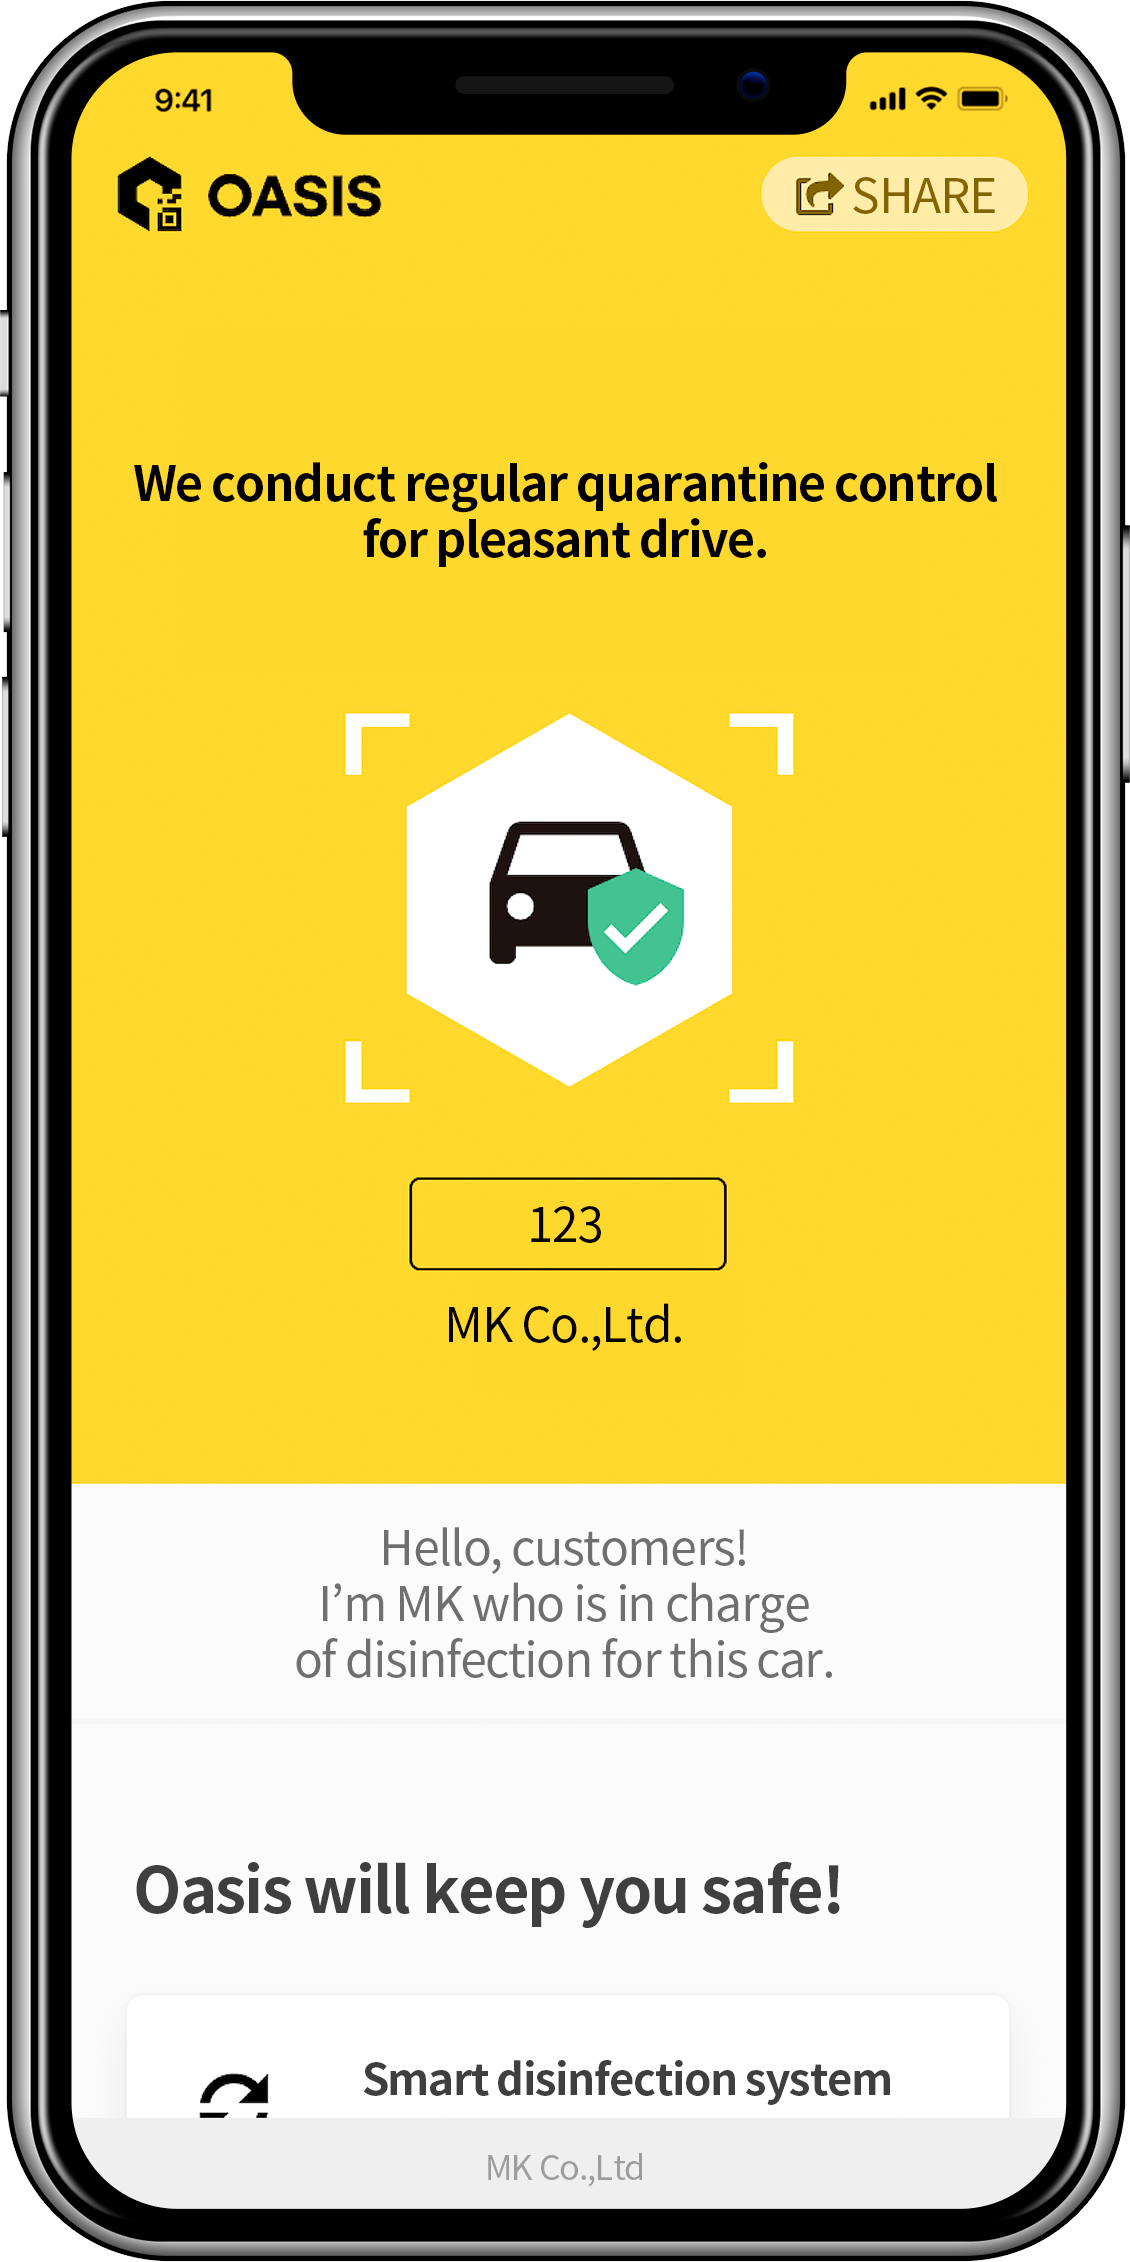 9:41
OASIS
SHARE
We conduct regular quarantine control
for pleasant drive.
123
MK Co.,Ltd.
Hello, customers!
I’m MK who is in charge
of disinfection for this car.
Oasis will keep you safe!
Smart disinfection system
MK Co.,Ltd